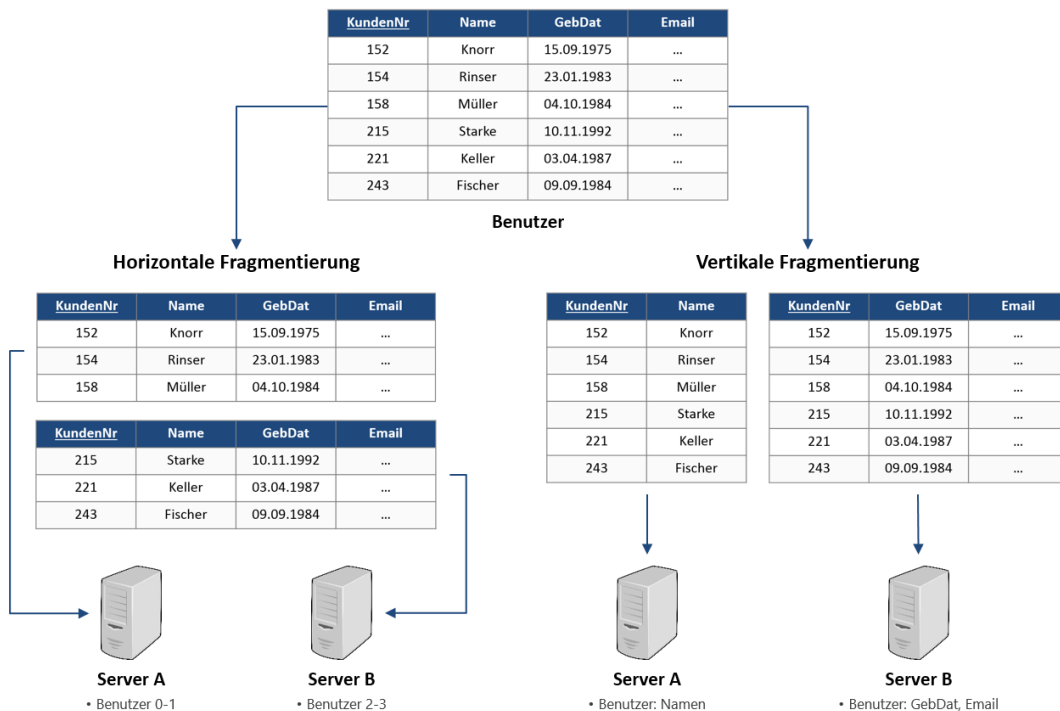 KundenNr Name GebDat Email
152 Knorr 15.09.1975 ...
154 Rinser 23.01.1983 ...
158 Müller 04.10.1984 ...
215 Starke 10.11.1992 ...
221 Keller 03.04.1987 ...
243 Fischer 09.09.1984 ...
Benutzer
Horizontale Fragmentierung
KundenNr Name GebDat Email
152 Knorr 15.09.1975 ...
154 Rinser 23.01.1983 ...
158 Müller 04.10.1984 ...
KundenNr Name GebDat Email
215 Starke 10.11.1992 ...
221 Keller 03.04.1987 ...
243 Fischer 09.09.1984 ...
Server A
• Benutzer 0-1
Server B
• Benutzer 2-3
Vertikale Fragmentierung
KundenNr Name
152 Knorr
154 Rinser
158 Müller
215 Starke
221 Keller
243 Fischer
KundenNr GebDat Email
152 15.09.1975 ...
154 23.01.1983 ...
158 04.10.1984 ...
215 10.11.1992 ...
221 03.04.1987 ...
243 09.09.1984 ...
Server A
• Benutzer: Namen
Server B
• Benutzer: GebDat, Email